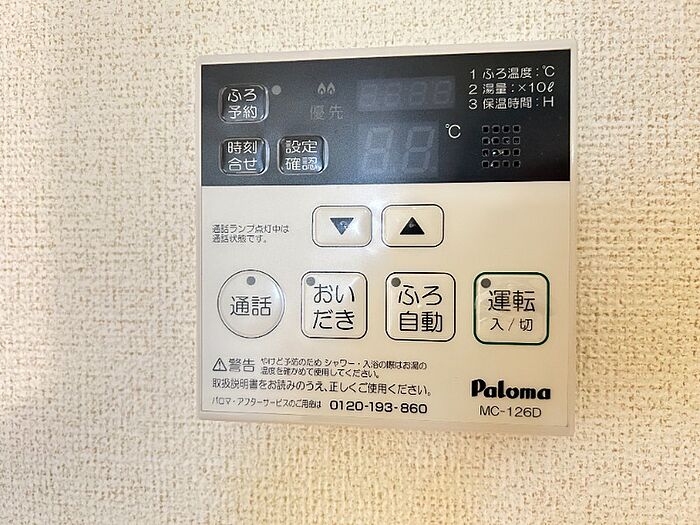 ふろ
予約
優先
1 ふろ温度：℃
2 湯量：×10ℓ
3 保温時間：H
時刻
合せ
設定
確認
℃
通話ランプ点灯中は
通話状態です。
▼
▲
通話
おい
だき
ふろ
自動
運転
入/切
警告
やけど予防のため シャワー・入浴の際はお湯の
温度を確かめて使用してください。
取扱説明書をお読みのうえ、正しくご使用ください。
パロマ・アフターサービスのご用命は 0120-193-860
Paloma
MC-126D